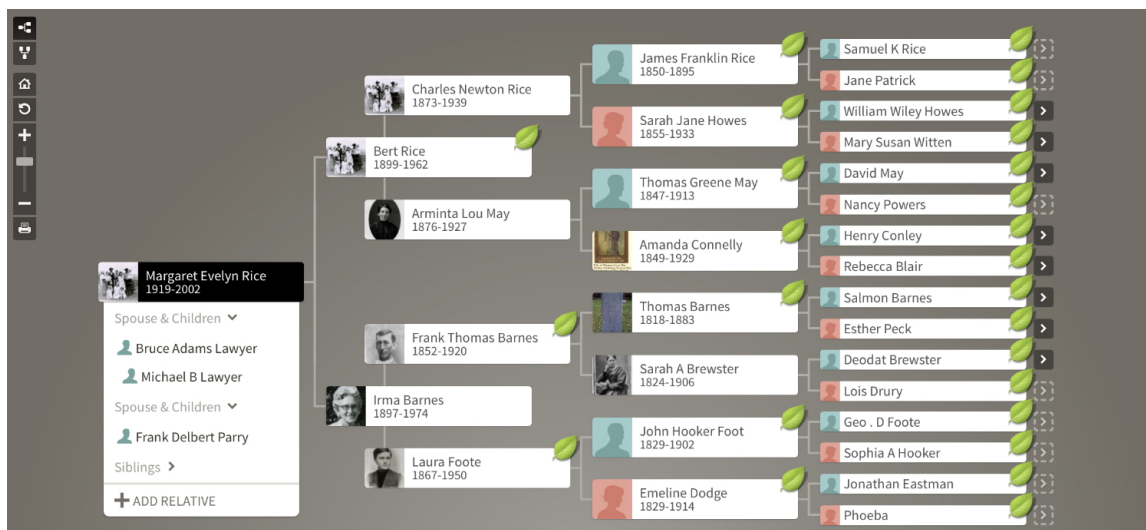 Margaret Evelyn Rice
1919-2002
Spouse & Children
Bruce Adams Lawyer
Michael B Lawyer
Spouse & Children
Frank Delbert Parry
Siblings
ADD RELATIVE
Bert Rice
1899-1962
Irma Barnes
1897-1974
Charles Newton Rice
1873-1939
Arminta Lou May
1876-1927
Frank Thomas Barnes
1852-1920
Laura Foote
1867-1950
James Franklin Rice
1850-1895
Sarah Jane Howes
1855-1933
Thomas Greene May
1847-1913
Amanda Connelly
1849-1929
Thomas Barnes
1818-1883
Sarah A Brewster
1824-1906
John Hooker Foot
1829-1902
Emeline Dodge
1829-1914
Samuel K Rice
Jane Patrick
William Wiley Howes
Mary Susan Witten
David May
Nancy Powers
Henry Conley
Rebecca Blair
Salmon Barnes
Esther Peck
Deodat Brewster
Lois Drury
Geo . D Foote
Sophia A Hooker
Jonathan Eastman
Phoeba